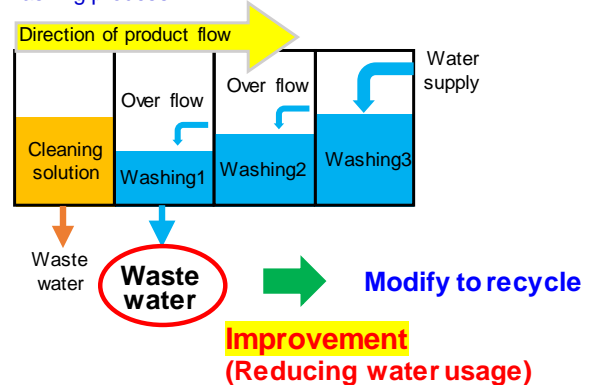 Direction of product flow
Water
supply
Over flow
Over flow
Cleaning
solution
Washing1
Washing2
Washing3
Waste
water
Waste
water
Modify to recycle
Improvement
(Reducing water usage)